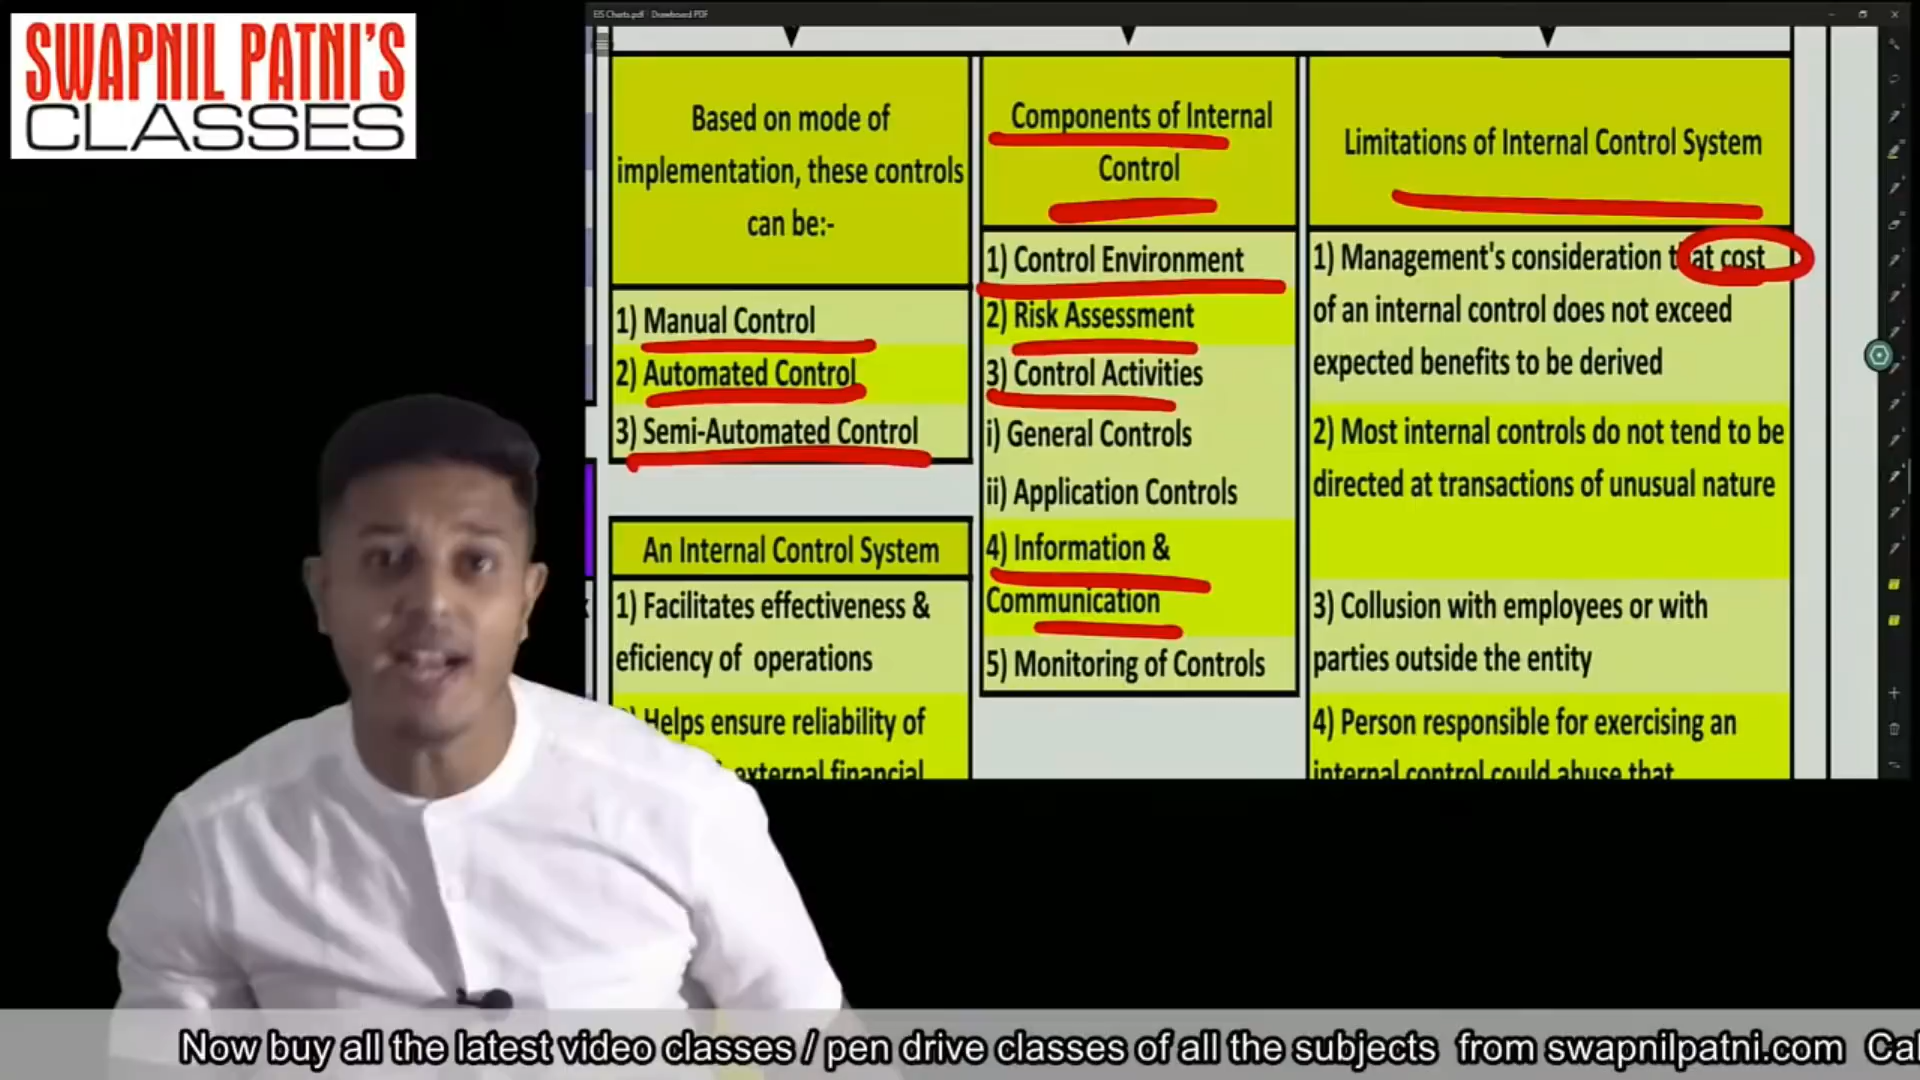 SWAPNIL PATNI'S
CLASSES
EIS Charts.pdf | Drawboard PDF
Based on mode of
implementation, these controls
can be:-
1) Manual Control
2) Automated Control
3) Semi-Automated Control
An Internal Control System
1) Facilitates effectiveness &
eficiency of operations
Helps ensure reliability of
external financial
Components of Internal
Control
1) Control Environment
2) Risk Assessment
3) Control Activities
i) General Controls
ii) Application Controls
4) Information &
Communication
5) Monitoring of Controls
Limitations of Internal Control System
1) Management's consideration that cost
of an internal control does not exceed
expected benefits to be derived
2) Most internal controls do not tend to be
directed at transactions of unusual nature
3) Collusion with employees or with
parties outside the entity
4) Person responsible for exercising an
internal control could abuse that
Now buy all the latest video classes / pen drive classes of all the subjects from swapnilpatni.com Cal